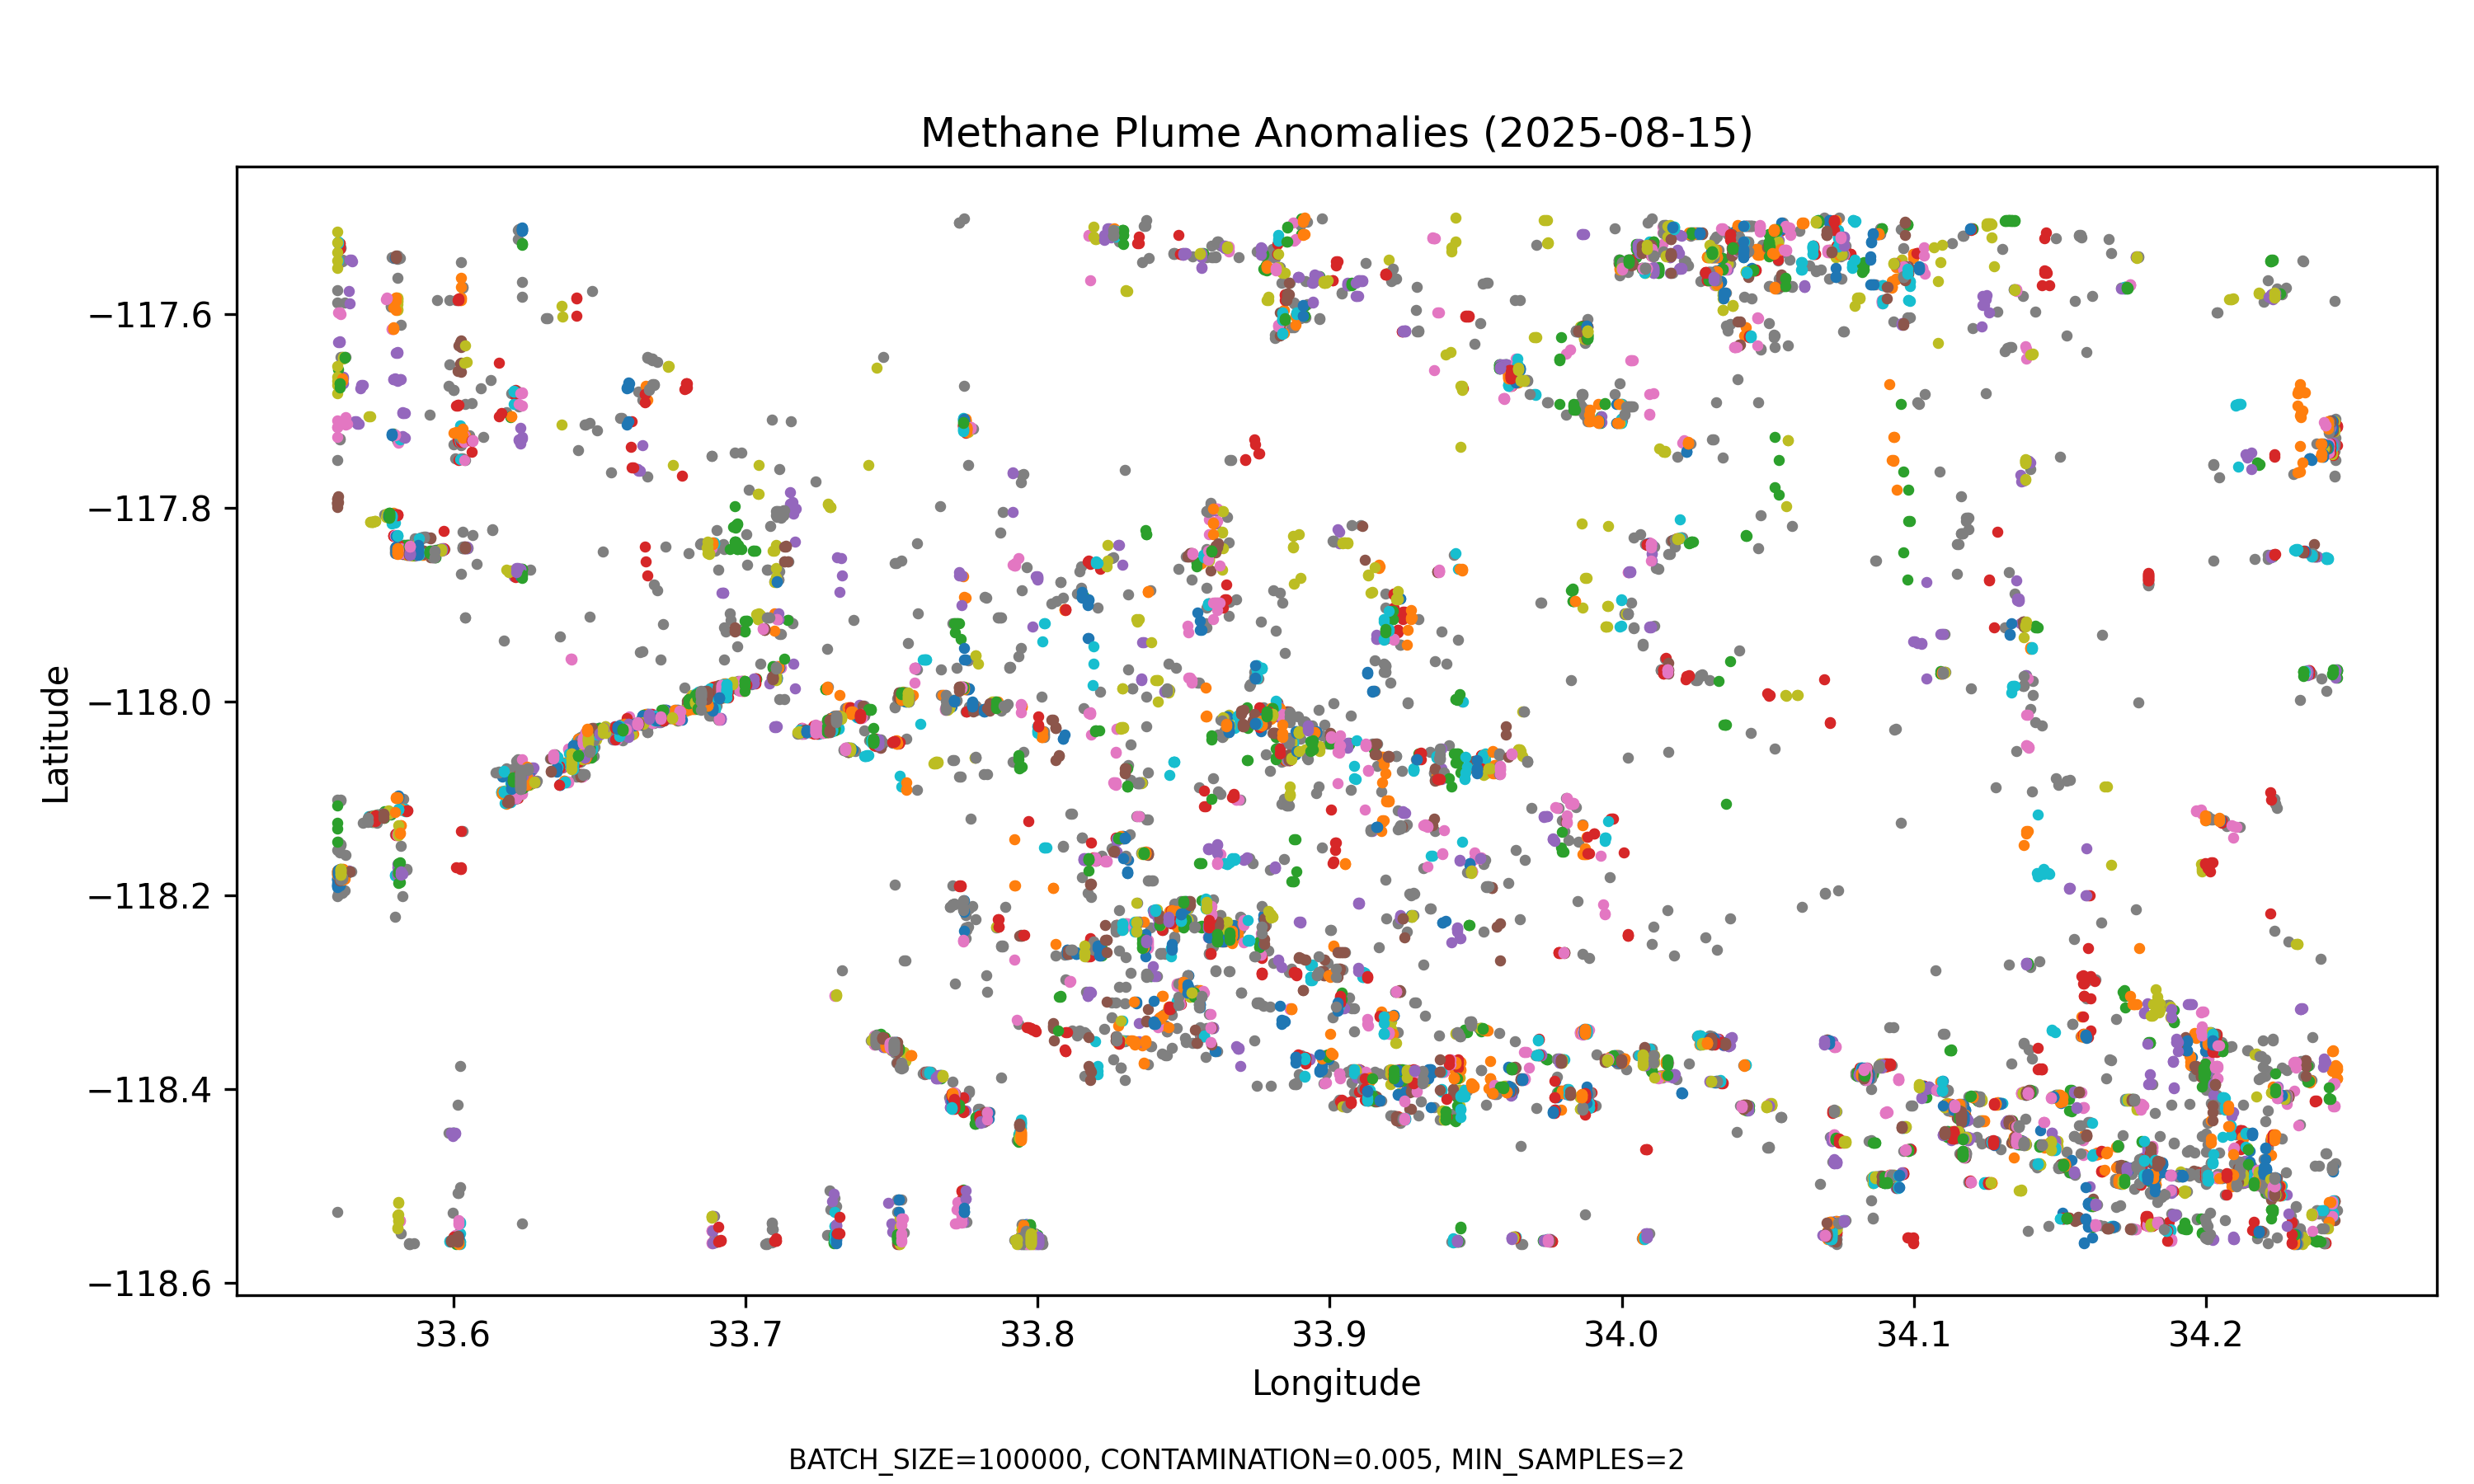 Methane Plume Anomalies (2025-08-15)
Latitude
−117.6
−117.8
−118.0
−118.2
−118.4
−118.6
33.6 33.7 33.8 33.9 34.0 34.1 34.2
Longitude
BATCH_SIZE=100000, CONTAMINATION=0.005, MIN_SAMPLES=2